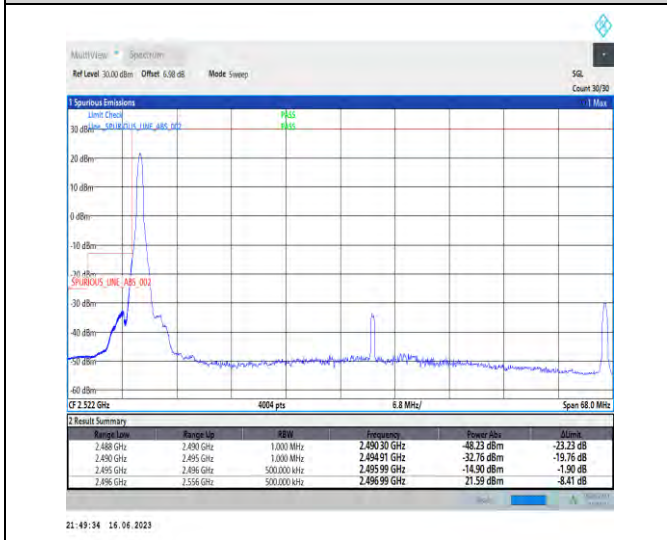 MultiView Spectrum
Ref Level 30.00 dBm Offset 6.98 dB Mode Sweep SGL
Count 30/30
1 Spurious Emissions 1 Max
Limit Check PASS
Line _SPURIOUS_LINE_ABS_002 PASS
30 dBm
20 dBm
10 dBm
0 dBm
-10 dBm
-20 dBm
_SPURIOUS_LINE_ABS_002
-30 dBm
-40 dBm
-50 dBm
-60 dBm
CF 2.522 GHz 4004 pts 6.8 MHz/ Span 68.0 MHz
2 Result Summary
Range Low Range Up RBW Frequency Power Abs ΔLimit
2.488 GHz 2.490 GHz 1.000 MHz 2.490 30 GHz -48.23 dBm -23.23 dB
2.490 GHz 2.495 GHz 1.000 MHz 2.494 91 GHz -32.76 dBm -19.76 dB
2.495 GHz 2.496 GHz 500.000 kHz 2.495 99 GHz -14.90 dBm -1.90 dB
2.496 GHz 2.556 GHz 500.000 kHz 2.496 99 GHz 21.59 dBm -8.41 dB
21:49:34 16.06.2023